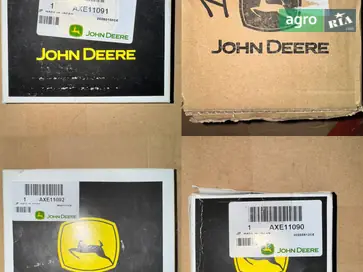 1 AXE11091
JOHN DEERE
JOHN DEERE
agro
RIA
JOHN DEERE
1 AXE11092
JOHN DEERE
1 AXE11090
JOHN DEERE